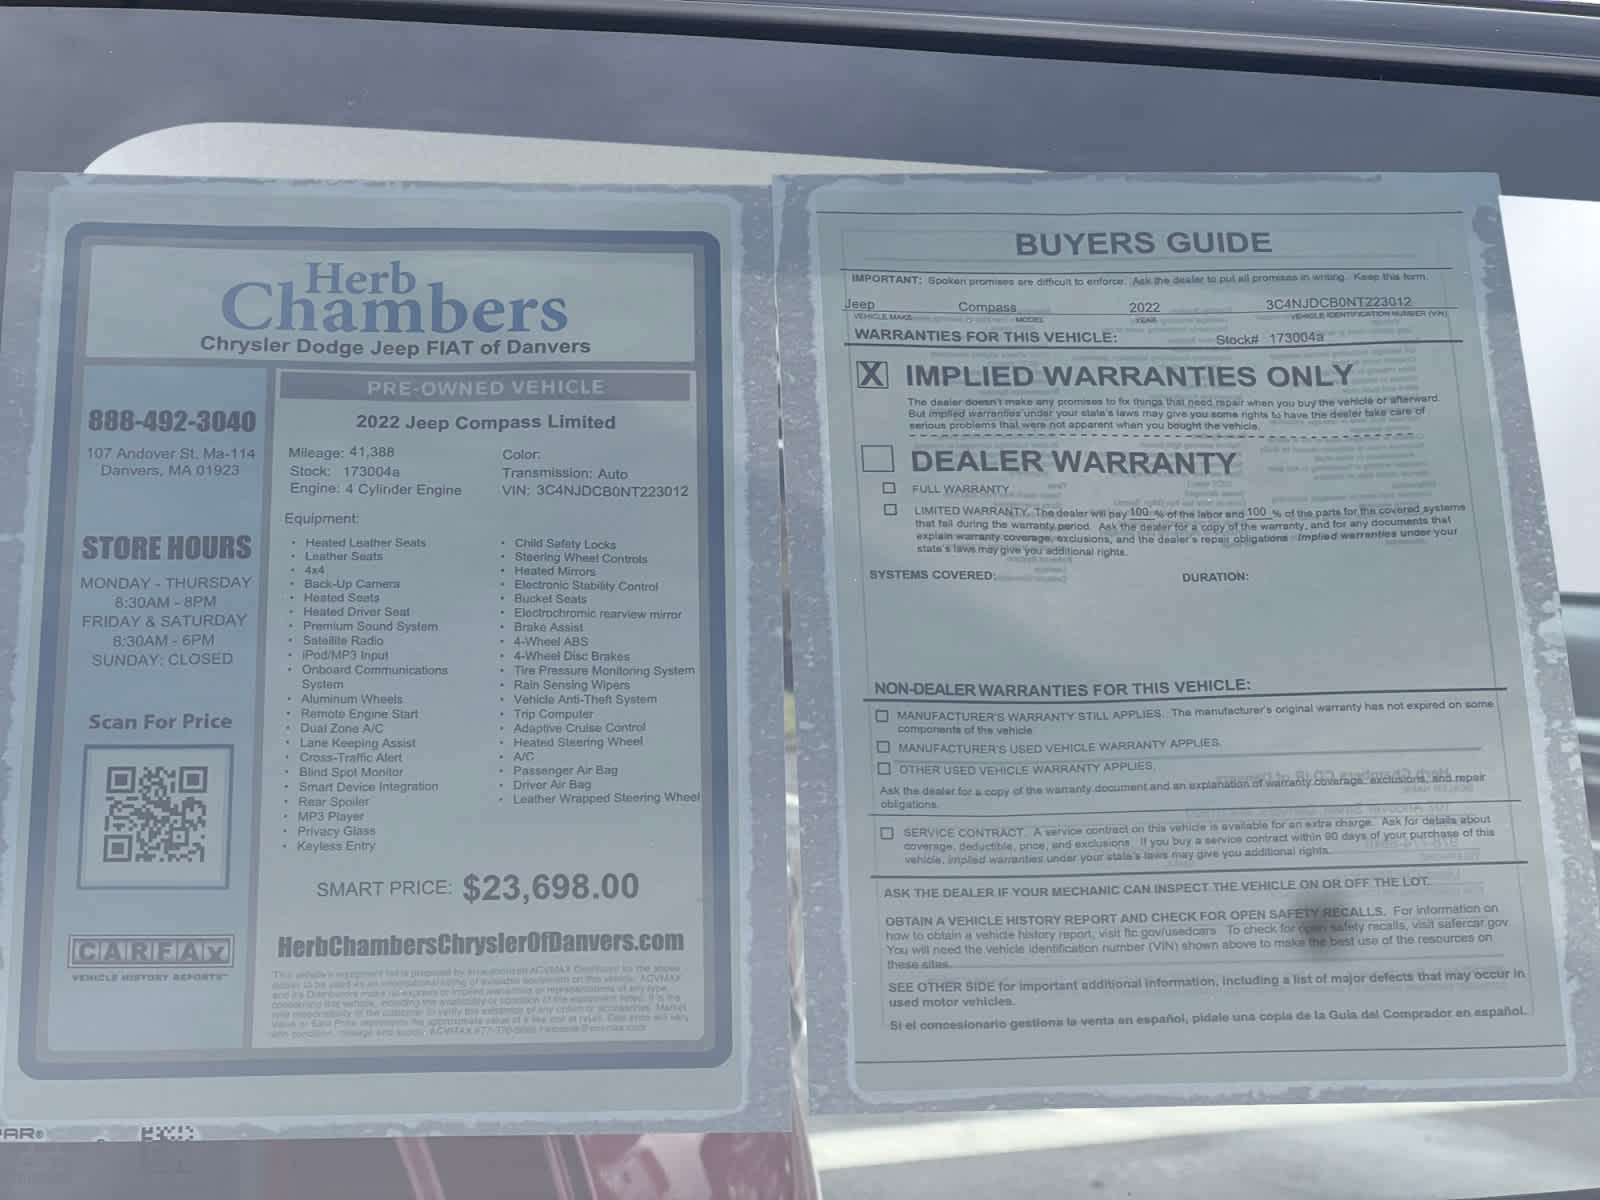 Herb
Chambers
Chrysler Dodge Jeep FIAT of Danvers
888-492-3040
107 Andover St. Ma-114
Danvers, MA 01923
STORE HOURS
MONDAY - THURSDAY
8:30AM - 8PM
FRIDAY & SATURDAY
8:30AM - 6PM
SUNDAY: CLOSED
Scan For Price
CARFAX
VEHICLE HISTORY REPORTS
PRE-OWNED VEHICLE
2022 Jeep Compass Limited
Mileage: 41,388
Stock: 173004a
Engine: 4 Cylinder Engine
Color:
Transmission: Auto
VIN: 3C4NJDCB0NT223012
Equipment:
• Heated Leather Seats
• Leather Seats
• 4x4
• Back-Up Camera
• Heated Seats
• Heated Driver Seat
• Premium Sound System
• Satellite Radio
• iPod/MP3 Input
• Onboard Communications
System
• Aluminum Wheels
• Remote Engine Start
• Dual Zone A/C
• Lane Keeping Assist
• Cross-Traffic Alert
• Blind Spot Monitor
• Smart Device Integration
• Rear Spoiler
• MP3 Player
• Privacy Glass
• Keyless Entry
• Child Safety Locks
• Steering Wheel Controls
• Heated Mirrors
• Electronic Stability Control
• Bucket Seats
• Electrochromic rearview mirror
• Brake Assist
• 4-Wheel ABS
• 4-Wheel Disc Brakes
• Tire Pressure Monitoring System
• Rain Sensing Wipers
• Vehicle Anti-Theft System
• Trip Computer
• Adaptive Cruise Control
• Heated Steering Wheel
• A/C
• Passenger Air Bag
• Driver Air Bag
• Leather Wrapped Steering Wheel
SMART PRICE: $23,698.00
HerbChambersChryslerOfDanvers.com
BUYERS GUIDE
IMPORTANT: Spoken promises are difficult to enforce. Ask the dealer to put all promises in writing. Keep this form.
Jeep Compass 2022 3C4NJDCB0NT223012
VEHICLE MAKE MODEL YEAR VEHICLE IDENTIFICATION NUMBER (VIN)
WARRANTIES FOR THIS VEHICLE: Stock# 173004a
X IMPLIED WARRANTIES ONLY
The dealer doesn't make any promises to fix things that need repair when you buy the vehicle or afterward.
But implied warranties under your state's laws may give you some rights to have the dealer take care of
serious problems that were not apparent when you bought the vehicle.
DEALER WARRANTY
FULL WARRANTY
LIMITED WARRANTY. The dealer will pay 100 % of the labor and 100 % of the parts for the covered systems
that fail during the warranty period. Ask the dealer for a copy of the warranty, and for any documents that
explain warranty coverage, exclusions, and the dealer's repair obligations. Implied warranties under your
state's laws may give you additional rights.
SYSTEMS COVERED: DURATION:
NON-DEALER WARRANTIES FOR THIS VEHICLE:
MANUFACTURER'S WARRANTY STILL APPLIES. The manufacturer's original warranty has not expired on some
components of the vehicle.
MANUFACTURER'S USED VEHICLE WARRANTY APPLIES.
OTHER USED VEHICLE WARRANTY APPLIES.
Ask the dealer for a copy of the warranty document and an explanation of warranty coverage, exclusions, and repair
obligations.
SERVICE CONTRACT. A service contract on this vehicle is available for an extra charge. Ask for details about
coverage, deductible, price, and exclusions. If you buy a service contract within 90 days of your purchase of this
vehicle, implied warranties under your state's laws may give you additional rights.
ASK THE DEALER IF YOUR MECHANIC CAN INSPECT THE VEHICLE ON OR OFF THE LOT.
OBTAIN A VEHICLE HISTORY REPORT AND CHECK FOR OPEN SAFETY RECALLS. For information on
how to obtain a vehicle history report, visit ftc.gov/usedcars. To check for open safety recalls, visit safercar.gov.
You will need the vehicle identification number (VIN) shown above to make the best use of the resources on
these sites.
SEE OTHER SIDE for important additional information, including a list of major defects that may occur in
used motor vehicles.
Si el concesionario gestiona la venta en español, pidale una copia de la Guia del Comprador en español.